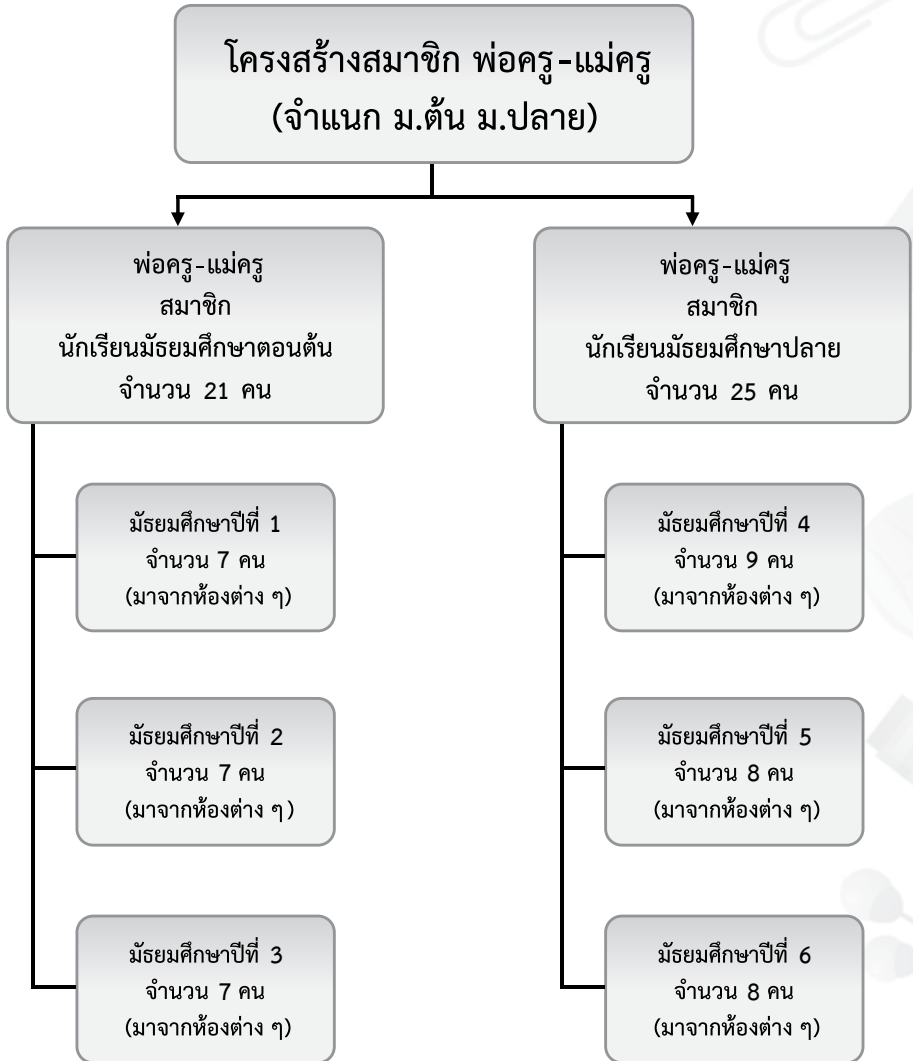 โครงสร้างสมาชิก พ่อครู-แม่ครู
(จำแนก ม.ต้น ม.ปลาย)
พ่อครู-แม่ครู
สมาชิก
นักเรียนมัธยมศึกษาตอนต้น
จำนวน 21 คน
มัธยมศึกษาปีที่ 1
จำนวน 7 คน
(มาจากห้องต่าง ๆ)
มัธยมศึกษาปีที่ 2
จำนวน 7 คน
(มาจากห้องต่าง ๆ)
มัธยมศึกษาปีที่ 3
จำนวน 7 คน
(มาจากห้องต่าง ๆ)
พ่อครู-แม่ครู
สมาชิก
นักเรียนมัธยมศึกษาปลาย
จำนวน 25 คน
มัธยมศึกษาปีที่ 4
จำนวน 9 คน
(มาจากห้องต่าง ๆ)
มัธยมศึกษาปีที่ 5
จำนวน 8 คน
(มาจากห้องต่าง ๆ)
มัธยมศึกษาปีที่ 6
จำนวน 8 คน
(มาจากห้องต่าง ๆ)